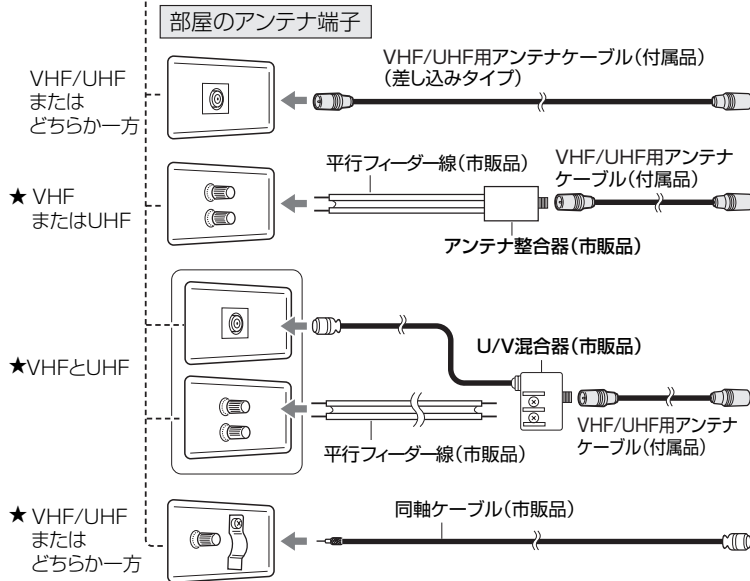 部屋のアンテナ端子
VHF/UHF
または
どちらか一方
VHF/UHF用アンテナケーブル（付属品）
（差し込みタイプ）
★ VHF
またはUHF
平行フィーダー線（市販品）
VHF/UHF用アンテナ
ケーブル（付属品）
アンテナ整合器（市販品）
★VHFとUHF
U/V混合器（市販品）
VHF/UHF用アンテナ
ケーブル（付属品）
平行フィーダー線（市販品）
★ VHF/UHF
または
どちらか一方
同軸ケーブル（市販品）